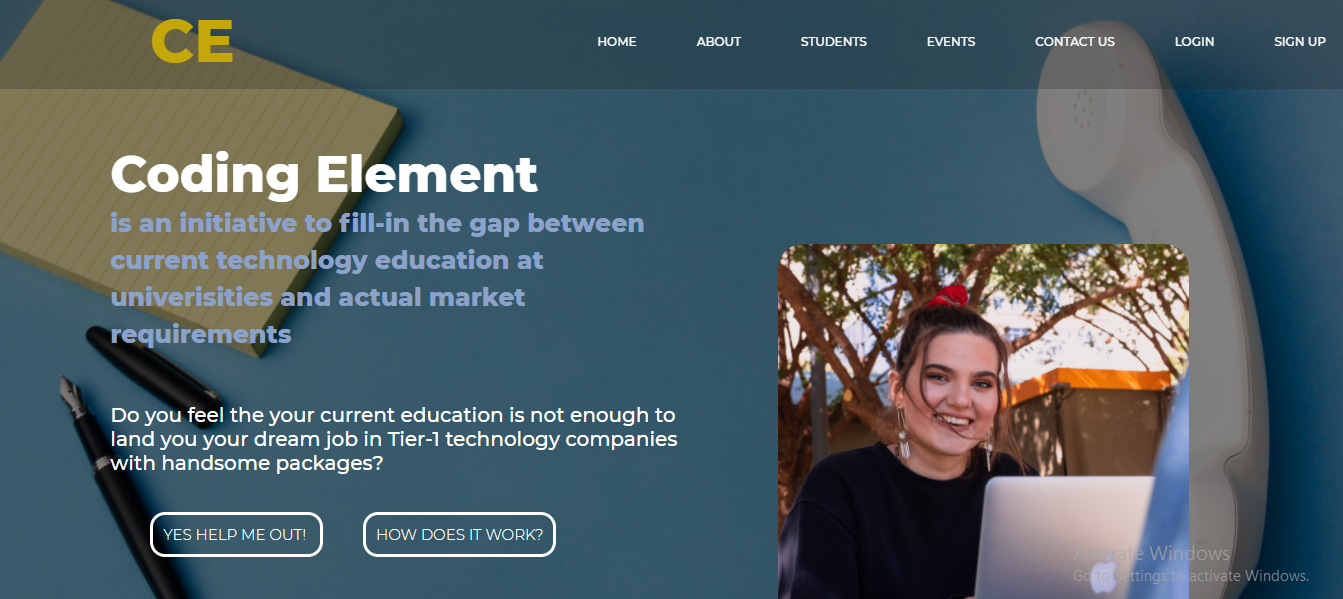 CE
HOME ABOUT STUDENTS EVENTS CONTACT US LOGIN SIGN UP
Coding Element
is an initiative to fill-in the gap between
current technology education at
univerisities and actual market
requirements
Do you feel the your current education is not enough to
land you your dream job in Tier-1 technology companies
with handsome packages?
YES HELP ME OUT! HOW DOES IT WORK?
Activate Windows
Go to Settings to activate Windows.